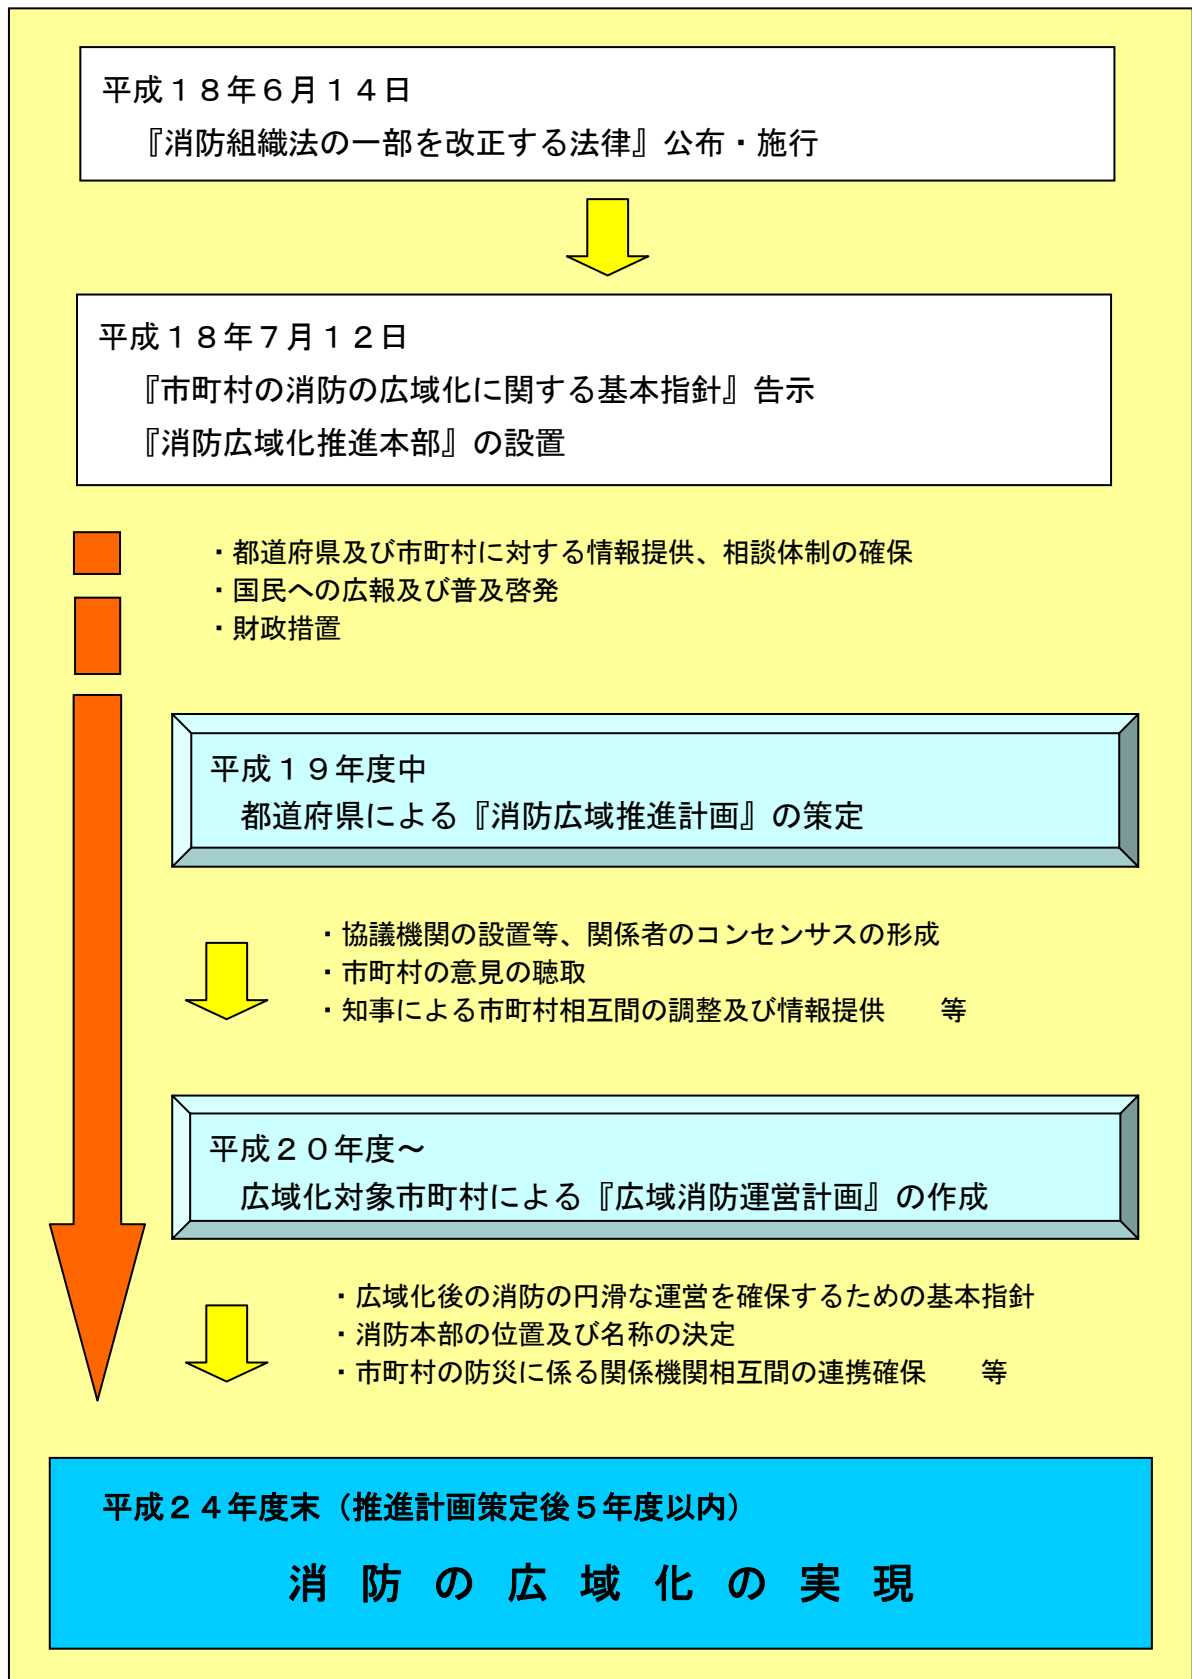 平成１８年６月１４日
『消防組織法の一部を改正する法律』公布・施行
平成１８年７月１２日
『市町村の消防の広域化に関する基本指針』告示
『消防広域化推進本部』の設置
・都道府県及び市町村に対する情報提供、相談体制の確保
・国民への広報及び普及啓発
・財政措置
平成１９年度中
都道府県による『消防広域推進計画』の策定
・協議機関の設置等、関係者のコンセンサスの形成
・市町村の意見の聴取
・知事による市町村相互間の調整及び情報提供　　等
平成２０年度～
広域化対象市町村による『広域消防運営計画』の作成
・広域化後の消防の円滑な運営を確保するための基本指針
・消防本部の位置及び名称の決定
・市町村の防災に係る関係機関相互間の連携確保　　等
平成２４年度末（推進計画策定後５年度以内）
消防の広域化の実現